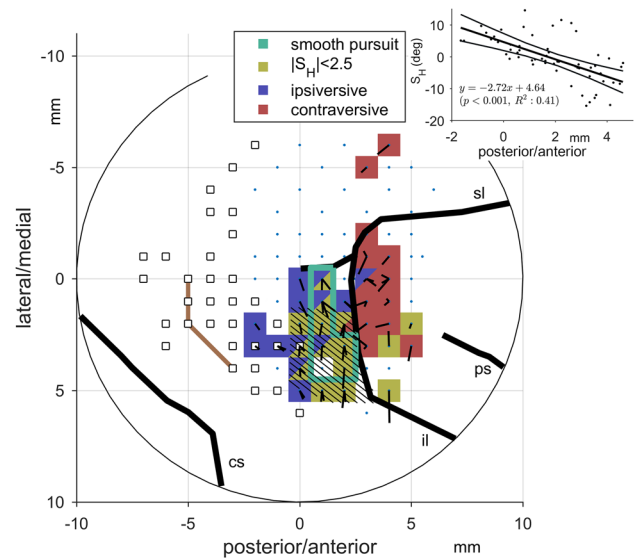 -10
-5
0
5
10
mm
lateral/medial
smooth pursuit
|S_H|<2.5
ipsiversive
contraversive
10
0
-10
-20
S_H (deg)
y = −2.72x + 4.64
(p < 0.001, R² : 0.41)
-2
0
2
4
mm
posterior/anterior
sl
ps
il
cs
-10
-5
0
5
10
posterior/anterior
mm